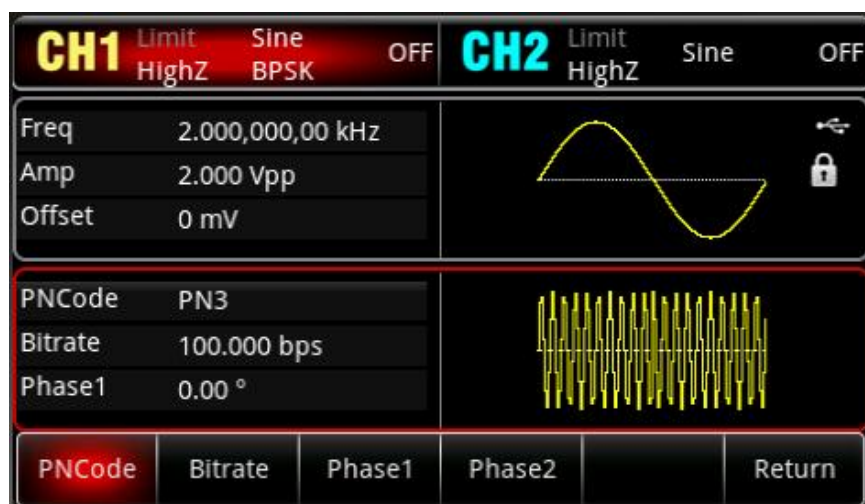 CH1 Limit Sine OFF
HighZ BPSK
CH2 Limit Sine OFF
HighZ
Freq 2.000,000,00 kHz
Amp 2.000 Vpp
Offset 0 mV
PNCode PN3
Bitrate 100.000 bps
Phase1 0.00 °
PNCode Bitrate Phase1 Phase2 Return